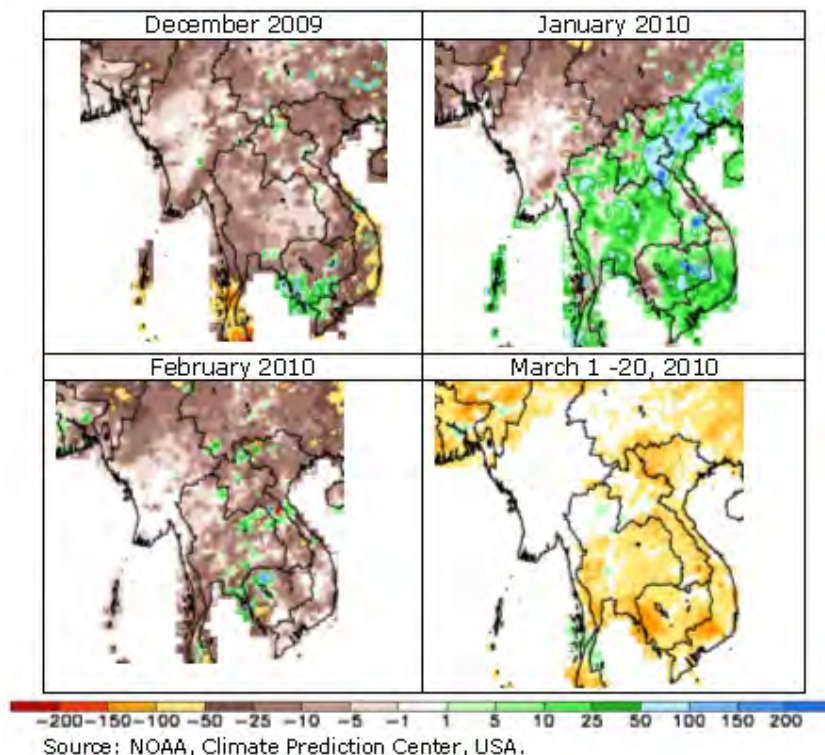 December 2009 January 2010
February 2010 March 1 -20, 2010
-200 -150 -100 -50 -25 -10 -5 -1 1 5 10 25 50 100 150 200
Source: NOAA, Climate Prediction Center, USA.